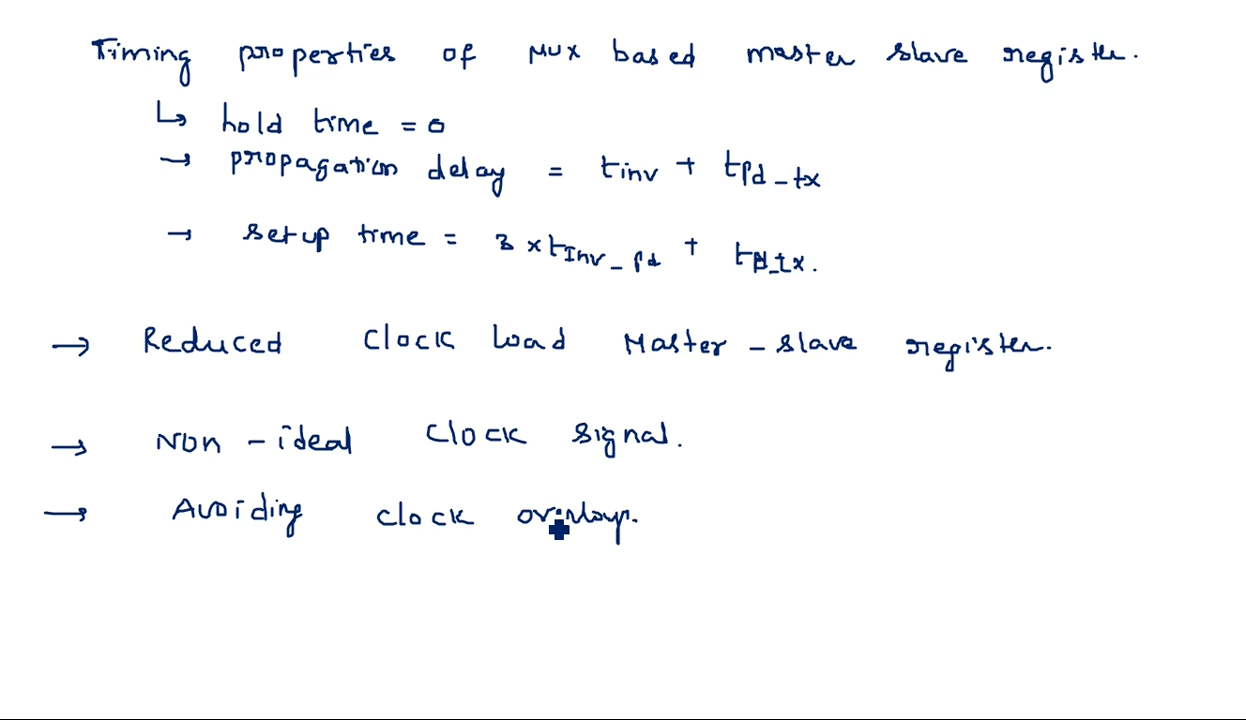 Timing properties of MUX based master slave register.
↳ hold time = 0
→ propagation delay = tinv + tpd_tx
→ setup time = 3 × tInv_pd + tpd_tx.
→ Reduced clock load Master - slave register.
→ Non - ideal clock signal.
→ Avoiding clock overlap.